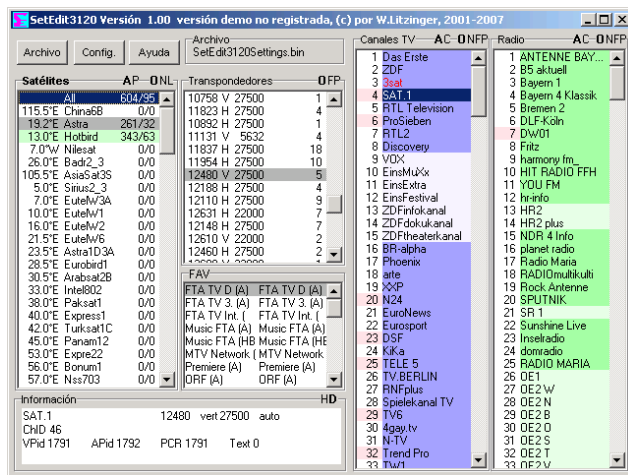 SetEdit3120 Versión 1.00 versión demo no registrada, (c) por W.Litzinger, 2001-2007
Archivo Config. Ayuda
Archivo
SetEdit3120Settings.bin
Satélites AP ONL
All 604/95
115.5°E China6B 0/0
19.2°E Astra 261/32
13.0°E Hotbird 343/63
7.0°W Nilesat 0/0
26.0°E Badr2_3 0/0
105.5°E AsiaSat3S 0/0
5.0°E Sirius2_3 0/0
7.0°E EutelW3A 0/0
10.0°E EutelW1 0/0
16.0°E EutelW2 0/0
21.5°E EutelW6 0/0
23.5°E Astra1D3A 0/0
28.5°E Eurobird1 0/0
30.5°E Arabsat2B 0/0
33.0°E Intel802 0/0
38.0°E Paksat1 0/0
40.0°E Express1 0/0
42.0°E Turksat1C 0/0
45.0°E Panam12 0/0
53.0°E Expre22 0/0
56.0°E Bonum1 0/0
57.0°E Nss703 0/0
Transpondedores OFP
10758 V 27500 1
11823 H 27500 4
10892 H 27500 1
11131 V 5632 4
11837 H 27500 18
11954 H 27500 10
12480 V 27500 5
12188 H 27500 4
12110 H 27500 9
12631 H 22000 7
12148 H 27500 7
12610 V 22000 2
12460 H 27500 2
FAV
FTA TV D (A) FTA TV D (A)
FTA TV 3. (A) FTA TV 3. (A)
FTA TV Int. ( FTA TV Int. (
Music FTA (A) Music FTA (A)
Music FTA (HB Music FTA (HB
MTV Network ( MTV Network
Premiere (A) Premiere (A)
ORF (A) ORF (A)
Información HD-
SAT.1 12480 vert 27500 auto
ChID 46
VPid 1791 APid 1792 PCR 1791 Text 0
Canales TV AC ONFP
1 Das Erste
2 ZDF
3 3sat
4 SAT.1
5 RTL Television
6 ProSieben
7 RTL2
8 Discovery
9 VOX
10 EinsMuXx
11 EinsExtra
12 EinsFestival
13 ZDFinfokanal
14 ZDFdokukanal
15 ZDFtheaterkanal
16 BR-alpha
17 Phoenix
18 arte
19 XXP
20 N24
21 EuroNews
22 Eurosport
23 DSF
24 KiKa
25 TELE 5
26 TV.BERLIN
27 RNFplus
28 Spielekanal TV
29 TV6
30 4gay.tv
31 N-TV
32 Trend Pro
33 TW1
Radio AC ONFP
1 ANTENNE BAY...
2 B5 aktuell
3 Bayern 1
4 Bayern 4 Klassik
5 Bremen 2
6 DLF-Köln
7 DW01
8 Fritz
9 harmony fm_
10 HIT RADIO FFH
11 YOU FM
12 hr-info
13 HR2
14 HR2 plus
15 NDR 4 Info
16 planet radio
17 Radio Maria
18 RADIOmultikulti
19 Rock Antenne
20 SPUTNIK
21 SR 1
22 Sunshine Live
23 Inselradio
24 domradio
25 RADIO MARIA
26 OE1
27 OE2 W
28 OE2 N
29 OE2 B
30 OE2 O
31 OE2 S
32 OE2 T
33 OE2 V